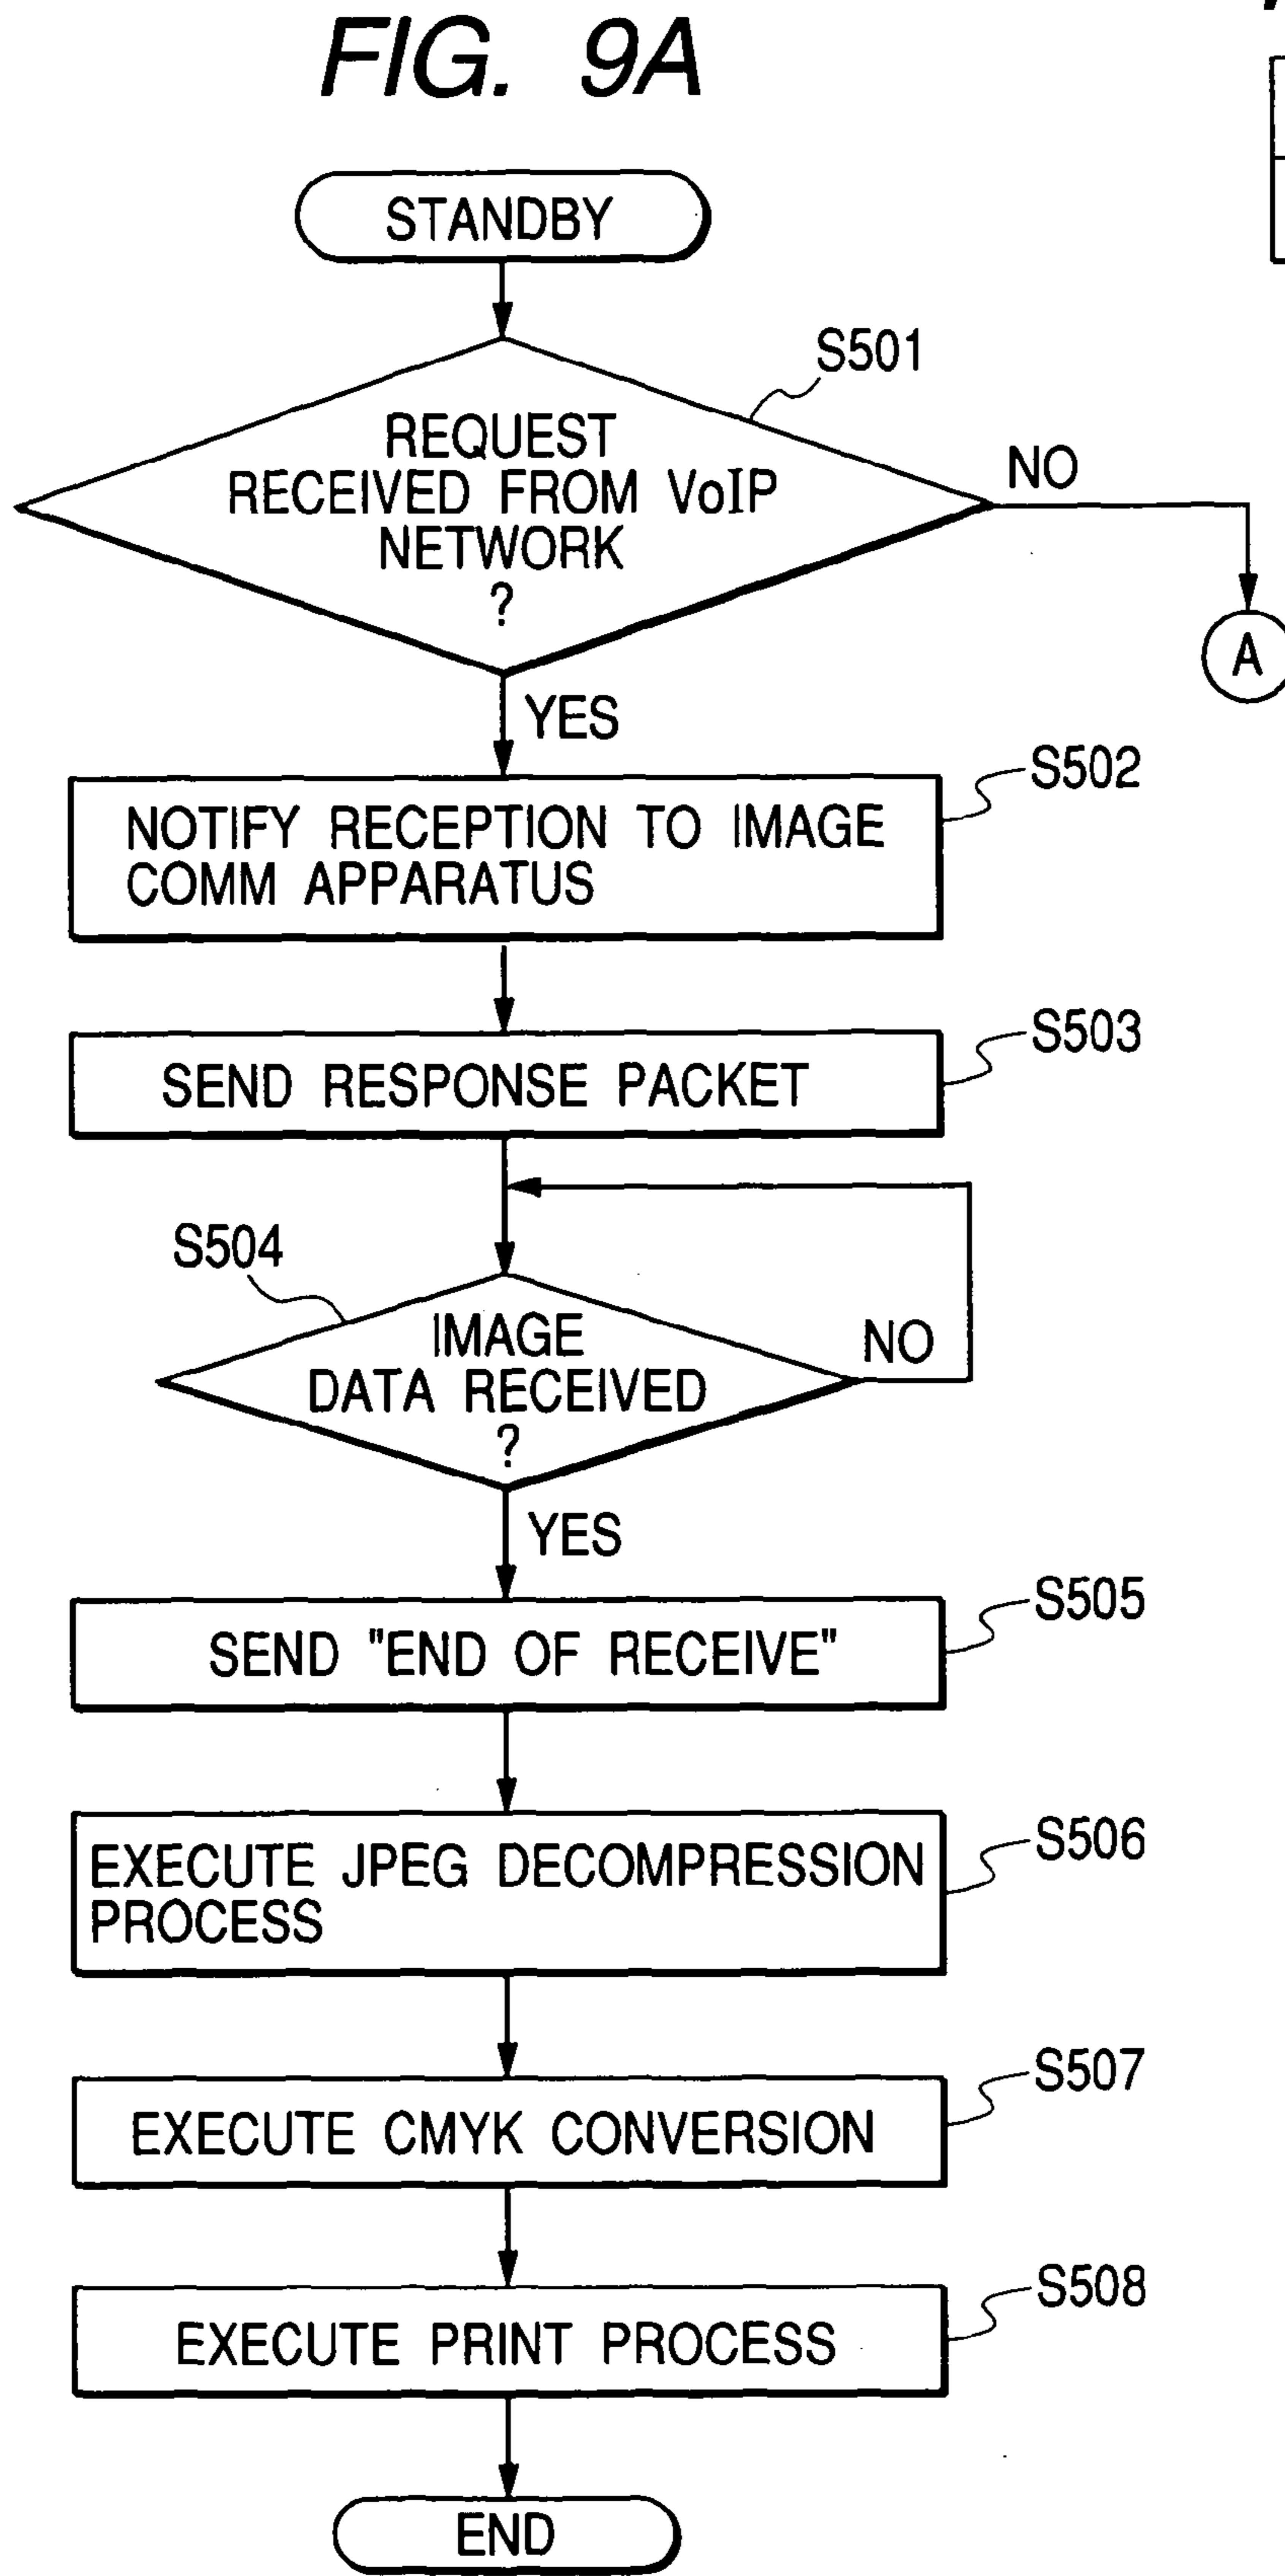 FIG. 9A
STANDBY
S501
REQUEST
RECEIVED FROM VoIP
NETWORK
?
NO
A
YES
S502
NOTIFY RECEPTION TO IMAGE
COMM APPARATUS
S503
SEND RESPONSE PACKET
S504
IMAGE
DATA RECEIVED
?
NO
YES
S505
SEND "END OF RECEIVE"
S506
EXECUTE JPEG DECOMPRESSION
PROCESS
S507
EXECUTE CMYK CONVERSION
S508
EXECUTE PRINT PROCESS
END